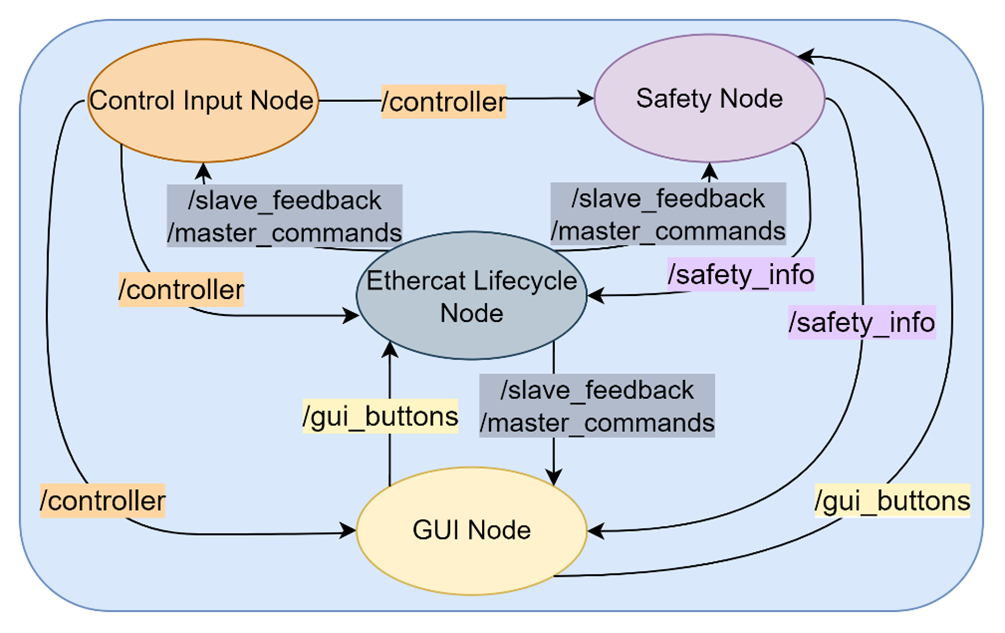 Control Input Node
/controller
Safety Node
/slave_feedback
/master_commands
/slave_feedback
/master_commands
/controller
Ethercat Lifecycle
Node
/safety_info
/safety_info
/gui_buttons
/slave_feedback
/master_commands
/controller
GUI Node
/gui_buttons